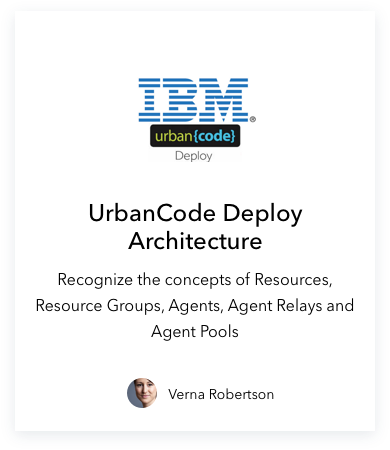 IBM®
urban{code}
Deploy
UrbanCode Deploy
Architecture
Recognize the concepts of Resources,
Resource Groups, Agents, Agent Relays and
Agent Pools
Verna Robertson